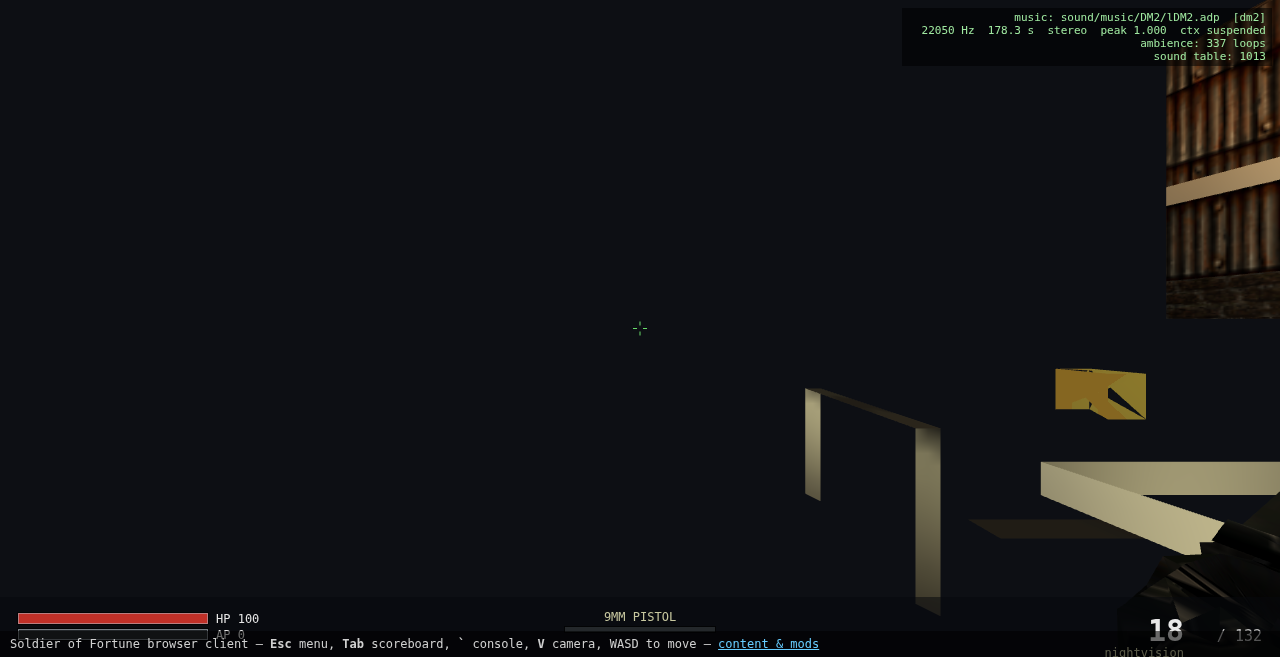 music: sound/music/DM2/lDM2.adp  [dm2]
22050 Hz  178.3 s  stereo  peak 1.000  ctx suspended
ambience: 337 loops
sound table: 1013
HP 100
9MM PISTOL
AP 0
18 / 132
Soldier of Fortune browser client — Esc menu, Tab scoreboard, ` console, V camera, WASD to move — content & mods
nightvision